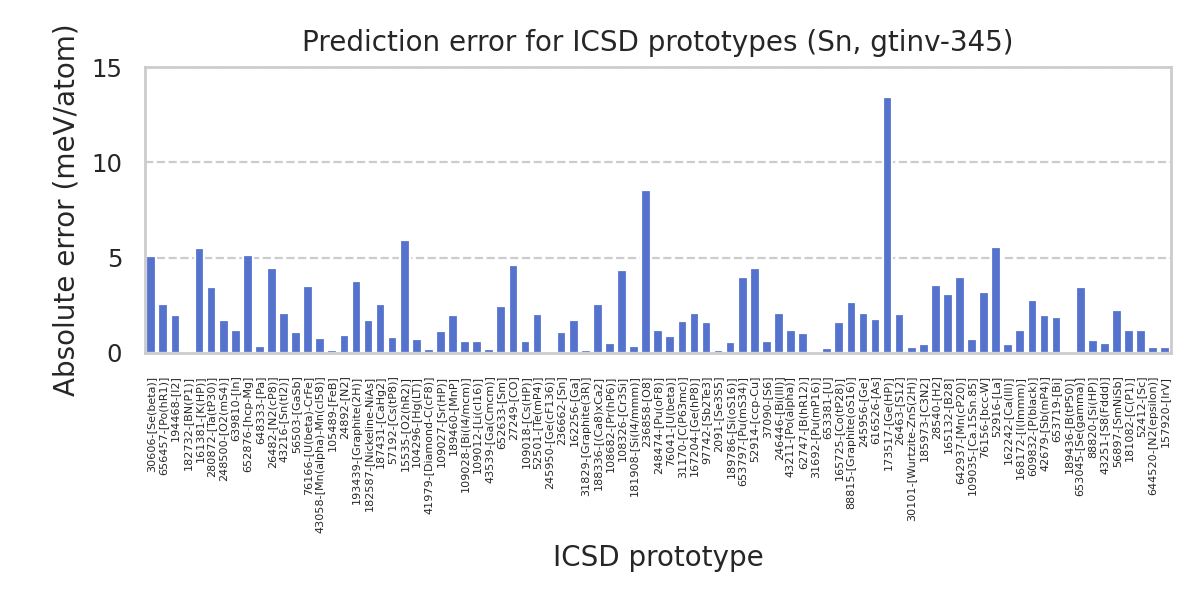 Prediction error for ICSD prototypes (Sn, gtinv-345)
Absolute error (meV/atom)
15
10
5
0
30606-[Se(beta)]
656457-[Po(hR1)]
194468-[I2]
182732-[BN(P1)]
161381-[K(HP)]
280872-[Ta(tP30)]
248500-[O2(mS4)]
639810-[In]
652876-[hcp-Mg]
648333-[Pa]
26482-[N2(cP8)]
43216-[Sn(tI2)]
56503-[GaSb]
76166-[U(beta)-CrFe]
43058-[Mn(alpha)-Mn(cI58)]
105489-[FeB]
24892-[N2]
193439-[Graphite(2H)]
182587-[Nickeline-NiAs]
187431-[CaHg2]
57192-[Cs(tP8)]
15535-[O2(hR2)]
104296-[Hg(LT)]
41979-[Diamond-C(cF8)]
109027-[Sr(HP)]
189460-[MnP]
109028-[Bi(I4/mcm)]
109012-[Li(cI16)]
43539-[Ga(Cmcm)]
652633-[Sm]
27249-[CO]
109018-[Cs(HP)]
52501-[Te(mP4)]
245950-[Ge(cF136)]
236662-[Sn]
162256-[Ga]
31829-[Graphite(3R)]
188336-[(Ca8)xCa2]
108682-[Pr(hP6)]
108326-[Cr3Si]
181908-[Si(I4/mmm)]
236858-[O8]
248474-[Pu(oF8)]
76041-[U(beta)]
31170-[C(P63mc)]
167204-[Ge(hP8)]
97742-[Sb2Te3]
2091-[Se3S5]
189786-[Si(oS16)]
653797-[Pu(mS34)]
52914-[ccp-Cu]
37090-[S6]
246446-[Bi(III)]
43211-[Po(alpha)]
62747-[B(hR12)]
31692-[Pu(mP16)]
653381-[U]
165725-[Co(tP28)]
88815-[Graphite(oS16)]
245956-[Ge]
616526-[As]
173517-[Ge(HP)]
26463-[S12]
30101-[Wurtzite-ZnS(2H)]
185973-[C3N2]
28540-[H2]
165132-[B28]
642937-[Mn(cP20)]
109035-[Ca.15Sn.85]
76156-[bcc-W]
52916-[La]
162242-[Ca(III)]
168172-[I(Immm)]
609832-[P(black)]
42679-[Sb(mP4)]
653719-[Bi]
189436-[B(tP50)]
653045-[Se(gamma)]
88820-[Si(HP)]
43251-[S8(Fddd)]
56897-[SmNiSb]
181082-[C(P1)]
52412-[Sc]
644520-[N2(epsilon)]
157920-[IrV]
ICSD prototype